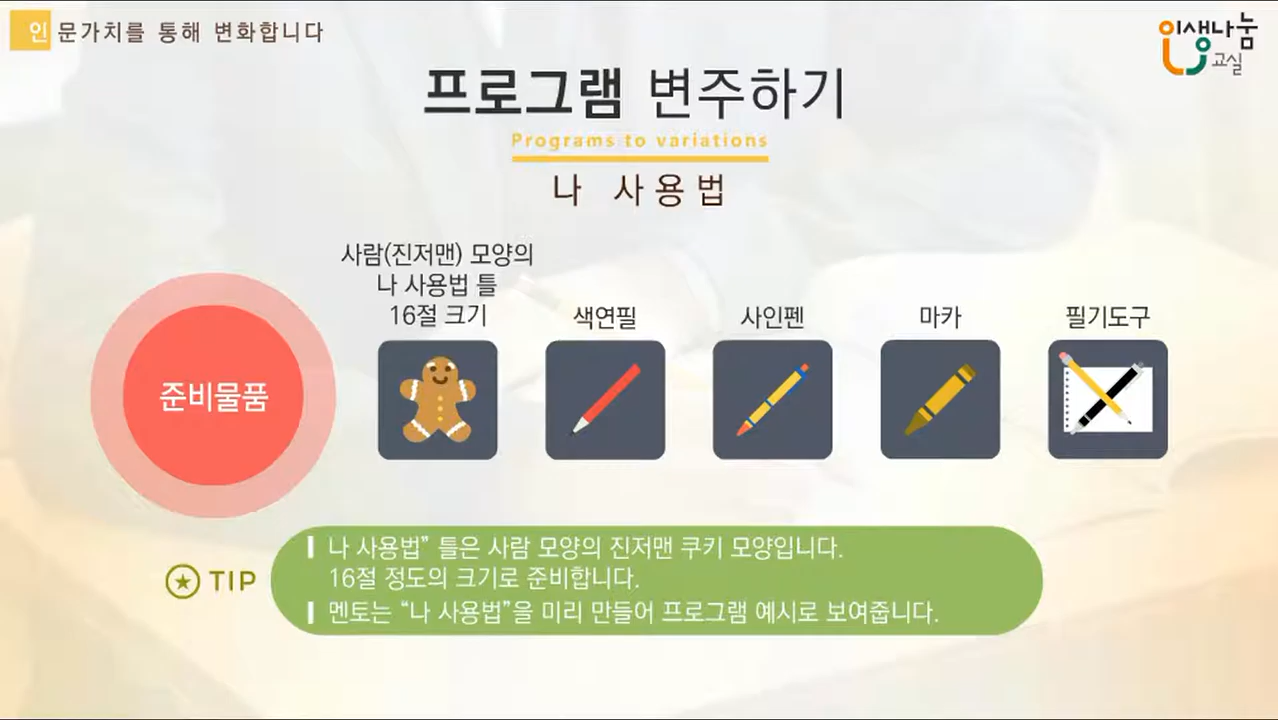 인문가치를 통해 변화합니다
인생나눔
교실
프로그램 변주하기
Programs to variations
나 사용법
사람(진저맨) 모양의
나 사용법 틀
16절 크기
색연필
사인펜
마카
필기도구
준비물품
TIP
나 사용법” 틀은 사람 모양의 진저맨 쿠키 모양입니다.
16절 정도의 크기로 준비합니다.
멘토는 “나 사용법”을 미리 만들어 프로그램 예시로 보여줍니다.